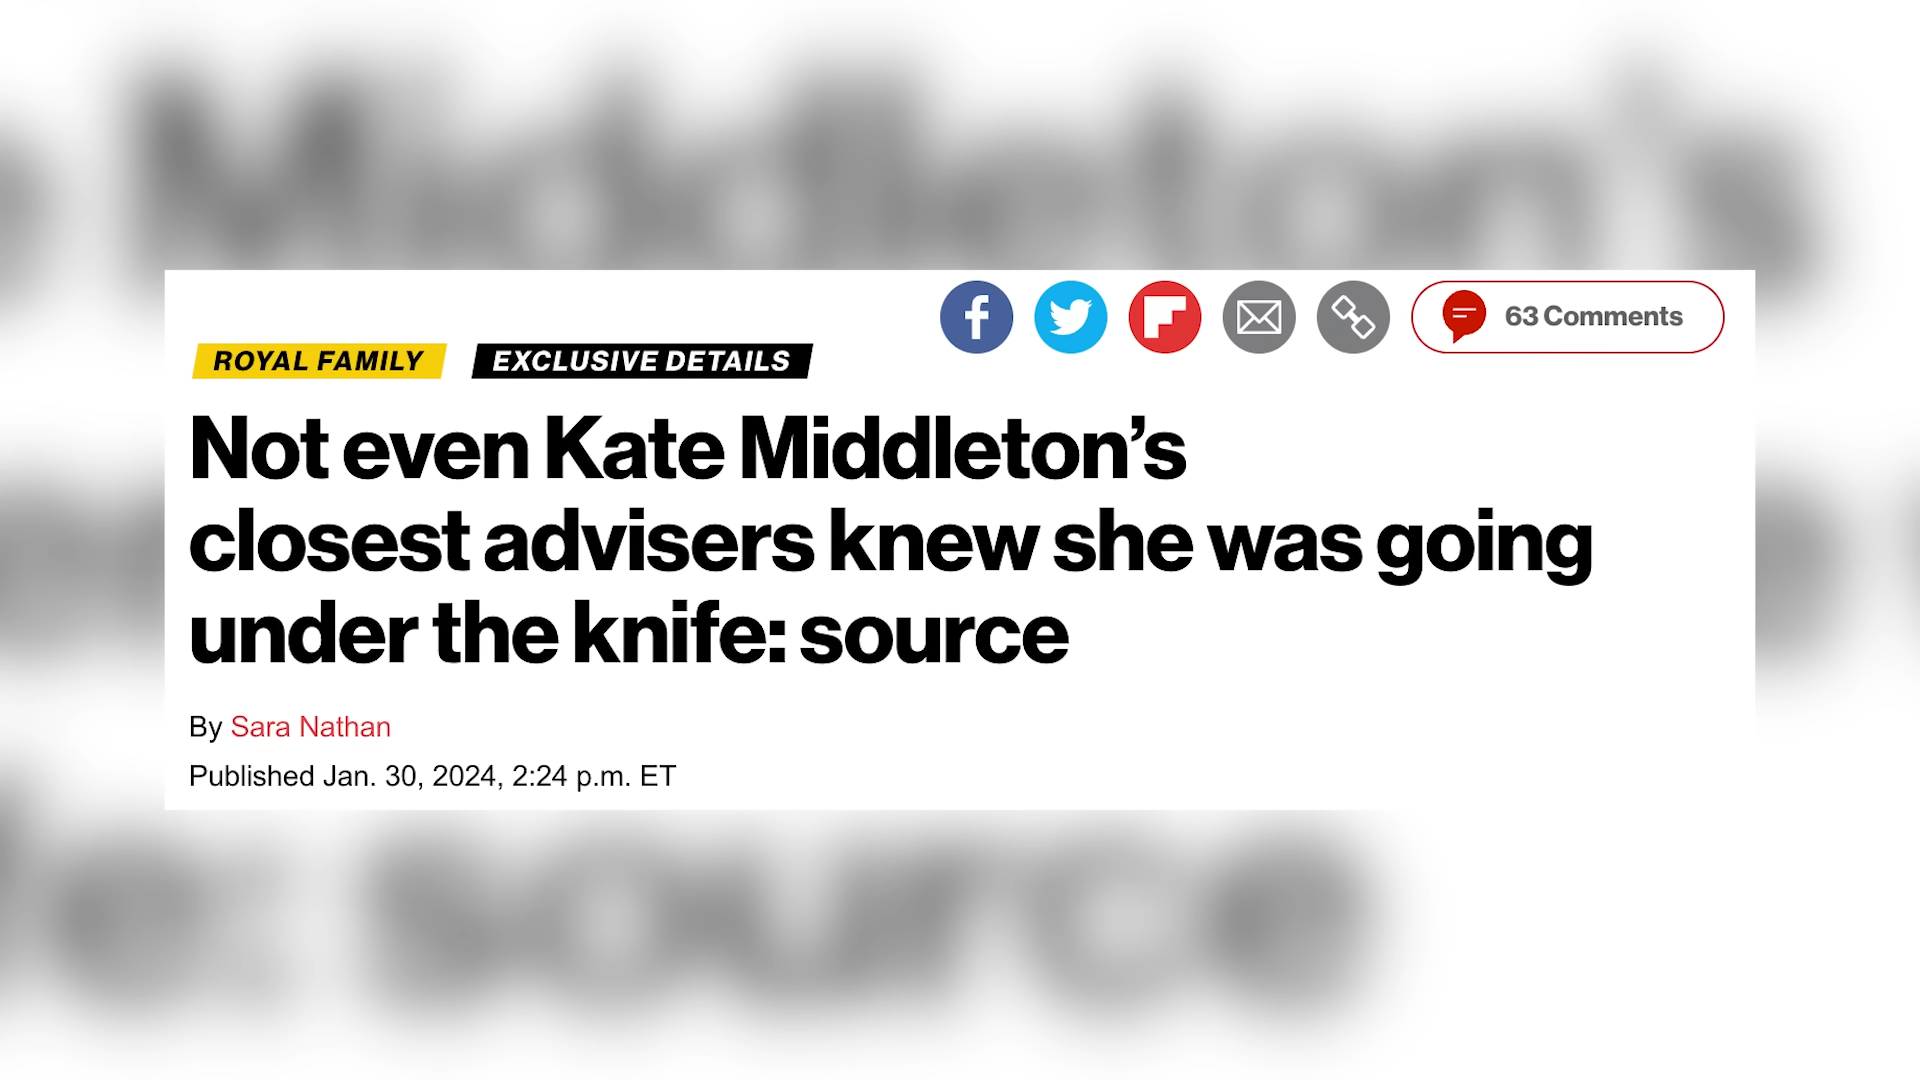 63 Comments
ROYAL FAMILY EXCLUSIVE DETAILS
Not even Kate Middleton’s
closest advisers knew she was going
under the knife: source
By Sara Nathan
Published Jan. 30, 2024, 2:24 p.m. ET